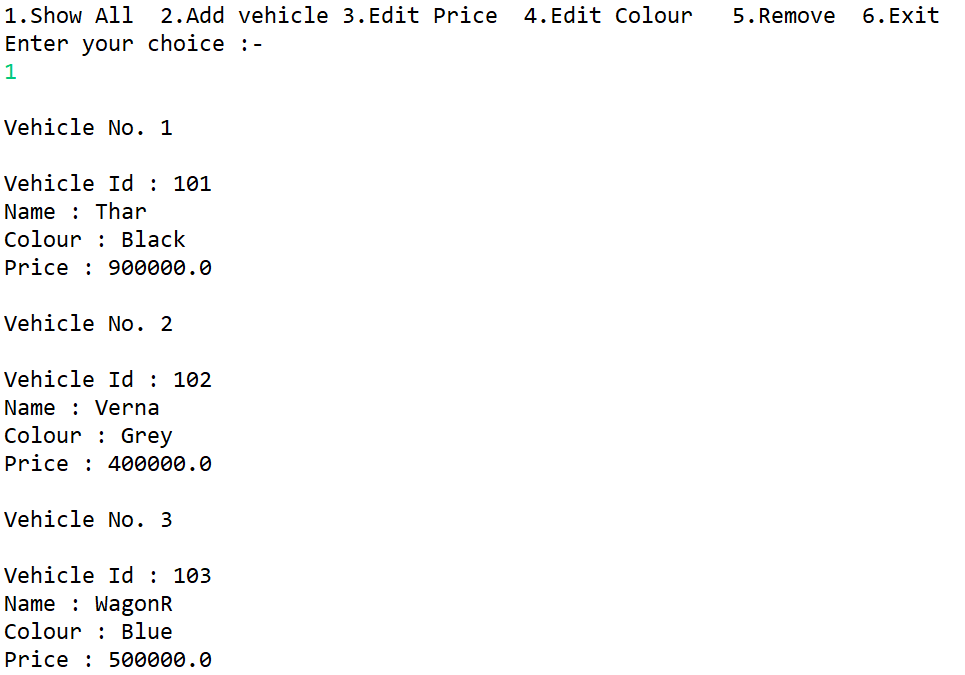 1.Show All  2.Add vehicle 3.Edit Price  4.Edit Colour   5.Remove  6.Exit
Enter your choice :-
1
Vehicle No. 1
Vehicle Id : 101
Name : Thar
Colour : Black
Price : 900000.0
Vehicle No. 2
Vehicle Id : 102
Name : Verna
Colour : Grey
Price : 400000.0
Vehicle No. 3
Vehicle Id : 103
Name : WagonR
Colour : Blue
Price : 500000.0